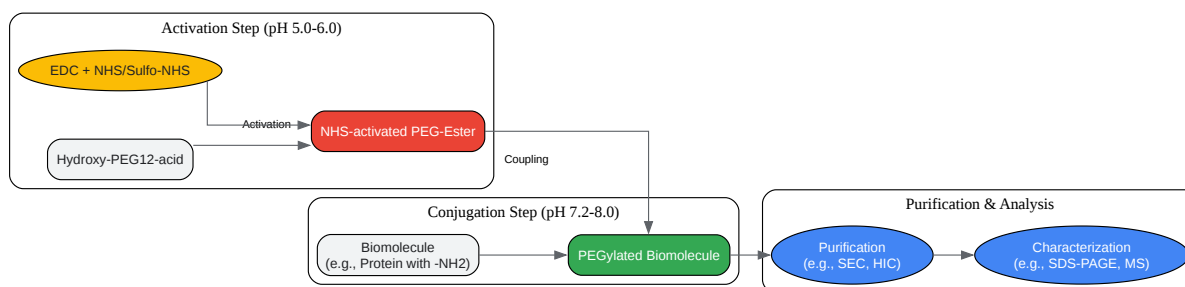 Activation Step (pH 5.0-6.0)
EDC + NHS/Sulfo-NHS
Activation
NHS-activated PEG-Ester
Hydroxy-PEG12-acid
Coupling
Conjugation Step (pH 7.2-8.0)
Biomolecule
(e.g., Protein with -NH2)
PEGylated Biomolecule
Purification & Analysis
Purification
(e.g., SEC, HIC)
Characterization
(e.g., SDS-PAGE, MS)